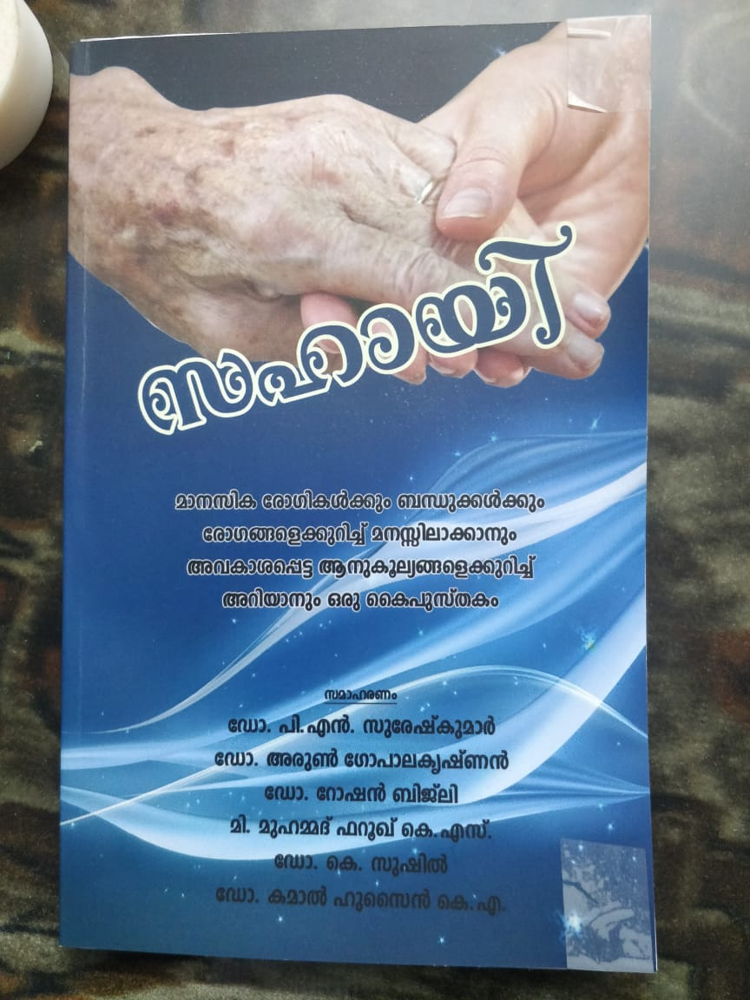 സഹായി
മാനസിക രോഗികൾക്കും ബന്ധുക്കൾക്കും
രോഗങ്ങളെക്കുറിച്ച് മനസ്സിലാക്കാനും
അവകാശപ്പെട്ട ആനുകൂല്യങ്ങളെക്കുറിച്ച്
അറിയാനും ഒരു കൈപുസ്തകം
സമാഹരണം
ഡോ. പി.എൻ. സുരേഷ്കുമാർ
ഡോ. അരുൺ ഗോപാലകൃഷ്ണൻ
ഡോ. റോഷൻ ബിജ്‌ലി
മി. മുഹമ്മദ് ഫറൂഖ് കെ.എസ്.
ഡോ. കെ. സുഷിൽ
ഡോ. കമാൽ ഹുസൈൻ കെ.എ.